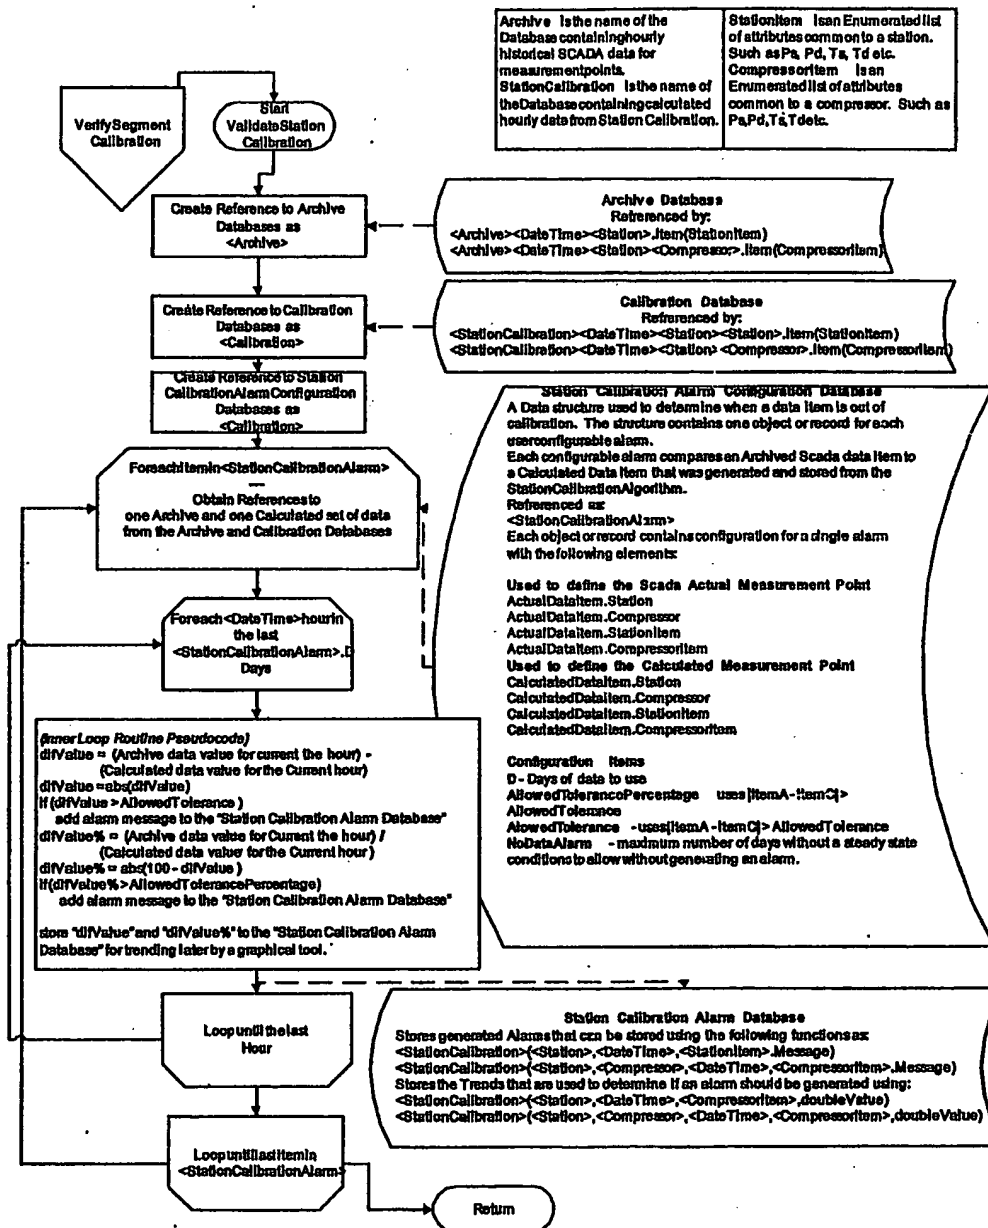 Archive Is the name of the
Database containing hourly
historical SCADA data for
measurement points.
StationCalibration Is the name of
the Database containing calculated
hourly data from Station Calibration.
StationItem Is an Enumerated list
of attributes common to a station.
Such as Ps, Pd, Ts, Td etc.
CompressorItem Is an
Enumerated list of attributes
common to a compressor. Such as
Ps,Pd,Ts,Td etc.
Verify Segment
Calibration
Start
Validate Station
Calibration
Create Reference to Archive
Databases as
<Archive>
Archive Database
Refrerenced by:
<Archive><DateTime><Station>.Item(StationItem)
<Archive><DateTime><Station><Compressor>.Item(CompressorItem)
Create Reference to Calibration
Databases as
<Calibration>
Calibration Database
Refrerenced by:
<StationCalibration><DateTime><Station><Station>.Item(StationItem)
<StationCalibration><DateTime><Station><Compressor>.Item(CompressorItem)
Create Reference to Station
CalibrationAlarm Configuration
Databases as
<Calibration>
Station Calibration Alarm Configuration Database
A Data structure used to determine when a data item is out of
calibration. The structure contains one object or record for each
user configurable alarm.
Each configurable alarm compares an Archived Scada data Item to
a Calculated Data Item that was generated and stored from the
StationCalibrationAlgorithm.
Refrerenced as:
<StationCalibrationAlarm>
Each object or record contains configuration for a single alarm
with the following elements:
Used to define the Scada Actual Measurement Point
ActualDataItem.Station
ActualDataItem.Compressor
ActualDataItem.StationItem
ActualDataItem.CompressorItem
Used to define the Calculated Measurement Point
CalculatedDataItem.Station
CalculatedDataItem.Compressor
CalculatedDataItem.StationItem
CalculatedDataItem.CompressorItem
Configuration Items
D - Days of data to use
AllowedTolerancePercentage uses|ItemA-ItemC|>
AllowedTolerance
AlowedTolerance -uses|ItemA-ItemC|> AllowedTolerance
NoDataAlarm - maximum number of days without a steady state
conditions to allow without generating an alarm.
Foreach Item in <StationCalibrationAlarm>
Obtain References to
one Archive and one Calculated set of data
from the Archive and Calibration Databases
Foreach <DateTime> hour in
the last
<StationCalibrationAlarm>.D
Days
(Inner Loop Routine Pseudocode)
difValue = (Archive data value for current the hour) -
(Calculated data value for the Current hour)
difValue =abs(difValue)
if (difValue > AllowedTolerance )
add alarm message to the "Station Calibration Alarm Database"
difValue% = (Archive data value for Current the hour) /
(Calculated data value for the Current hour )
difValue% = abs(100 - difValue )
if(difValue% > AllowedTolerancePercentage)
add alarm message to the "Station Calibration Alarm Database"
store "difValue" and "difValue%" to the "Station Calibration Alarm
Database" for trending later by a graphical tool.
Loop until the last
Hour
Station Calibration Alarm Database
Stores generated Alarms that can be stored using the following functions as:
<StationCalibration>(<Station>,<DateTime>,<StationItem>.Message)
<StationCalibration>(<Station>,<Compressor>,<DateTime>,<CompressorItem>.Message)
Stores the Trends that are used to determine if an alarm should be generated using:
<StationCalibration>(<Station>,<DateTime>,<CompressorItem>,doubleValue)
<StationCalibration>(<Station>,<Compressor>,<DateTime>,<CompressorItem>,doubleValue)
Loop until last Item in
<StationCalibrationAlarm>
Return